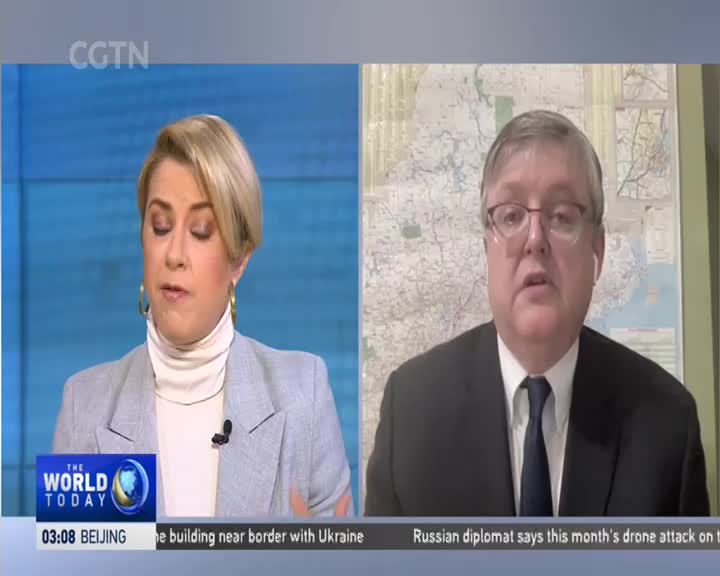 CGTN
THE
WORLD
TODAY
03:08 BEIJING
he building near border with Ukraine Russian diplomat says this month's drone attack on t